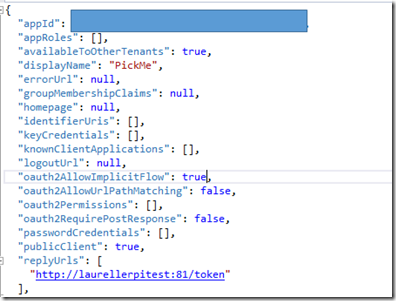 {
"appId":
"appRoles": [],
"availableToOtherTenants": true,
"displayName": "PickMe",
"errorUrl": null,
"groupMembershipClaims": null,
"homepage": null,
"identifierUris": [],
"keyCredentials": [],
"knownClientApplications": [],
"logoutUrl": null,
"oauth2AllowImplicitFlow": true,
"oauth2AllowUrlPathMatching": false,
"oauth2Permissions": [],
"oauth2RequirePostResponse": false,
"passwordCredentials": [],
"publicClient": true,
"replyUrls": [
"http://laurellerpitest:81/token"
],